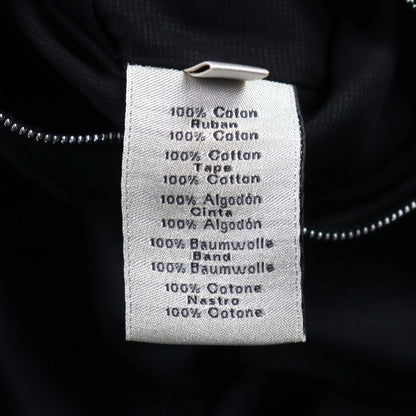 100% Coton
Ruban
100% Coton
100% Cotton
Tape
100% Cotton
100% Algodón
Cinta
100% Algodón
100% Baumwolle
Band
100% Baumwolle
100% Cotone
Nastro
100% Cotone